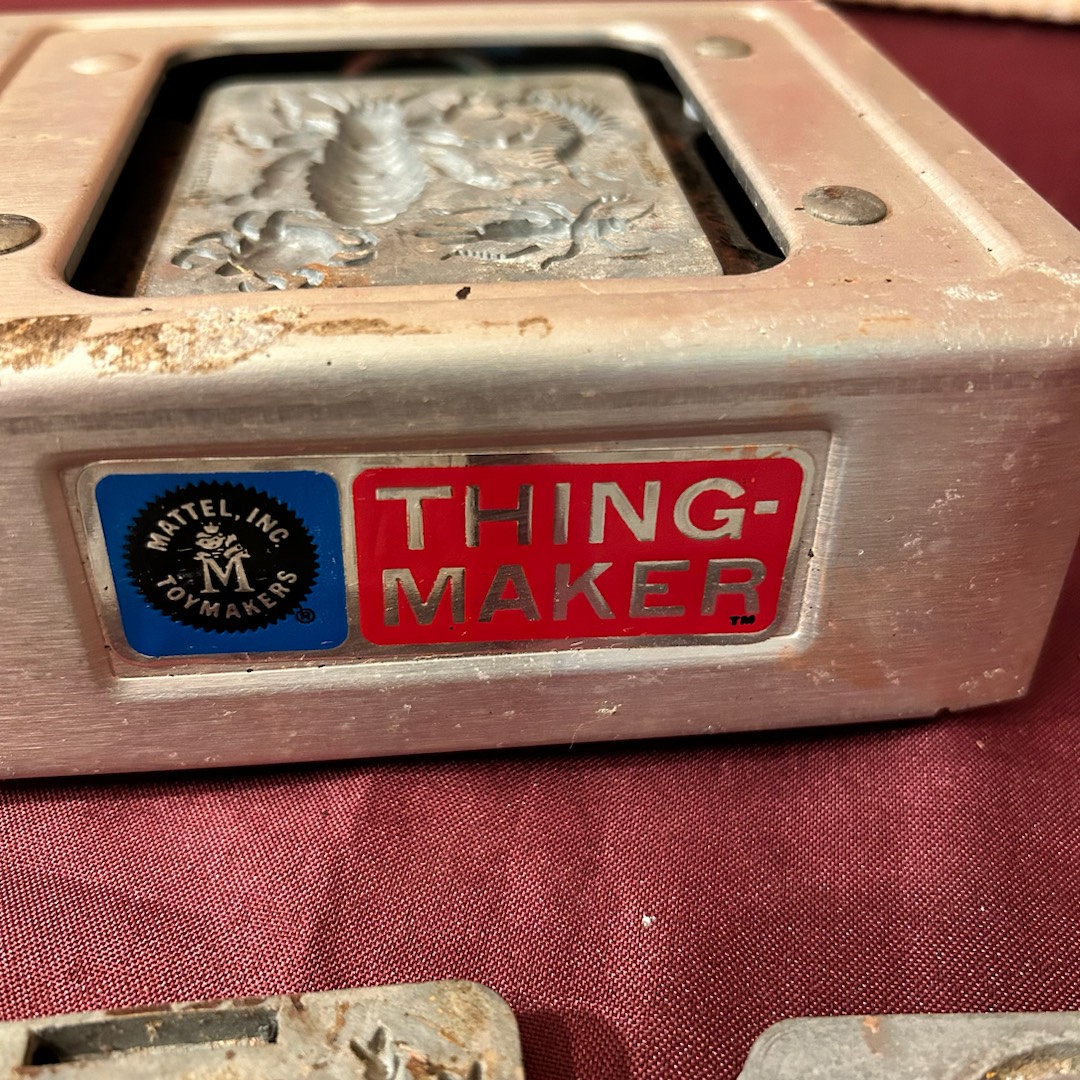 MATTEL, INC.
M
TOYMAKERS
®
THING-
MAKER
TM